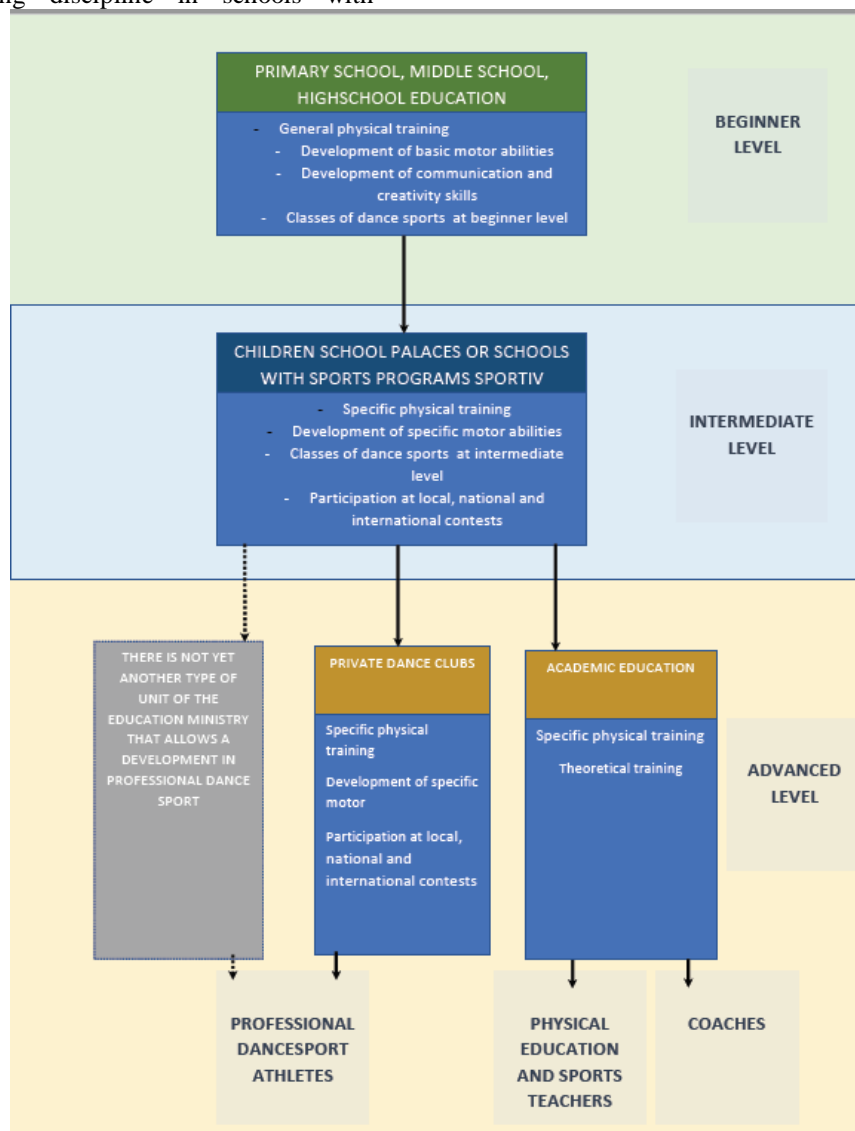 ng discipline in schools with
PRIMARY SCHOOL, MIDDLE SCHOOL,
HIGHSCHOOL EDUCATION
- General physical training
- Development of basic motor abilities
- Development of communication and
creativity skills
- Classes of dance sports at beginner level
BEGINNER
LEVEL
CHILDREN SCHOOL PALACES OR SCHOOLS
WITH SPORTS PROGRAMS SPORTIV
- Specific physical training
- Development of specific motor abilities
- Classes of dance sports at intermediate
level
- Participation at local, national and
international contests
INTERMEDIATE
LEVEL
THERE IS NOT YET
ANOTHER TYPE OF
UNIT OF THE
EDUCATION MINISTRY
THAT ALLOWS A
DEVELOPMENT IN
PROFESSIONAL DANCE
SPORT
PRIVATE DANCE CLUBS
Specific physical
training
Development of specific
motor
Participation at local,
national and
international contests
ACADEMIC EDUCATION
Specific physical training
Theoretical training
ADVANCED
LEVEL
PROFESSIONAL
DANCESPORT
ATHLETES
PHYSICAL
EDUCATION
AND SPORTS
TEACHERS
COACHES